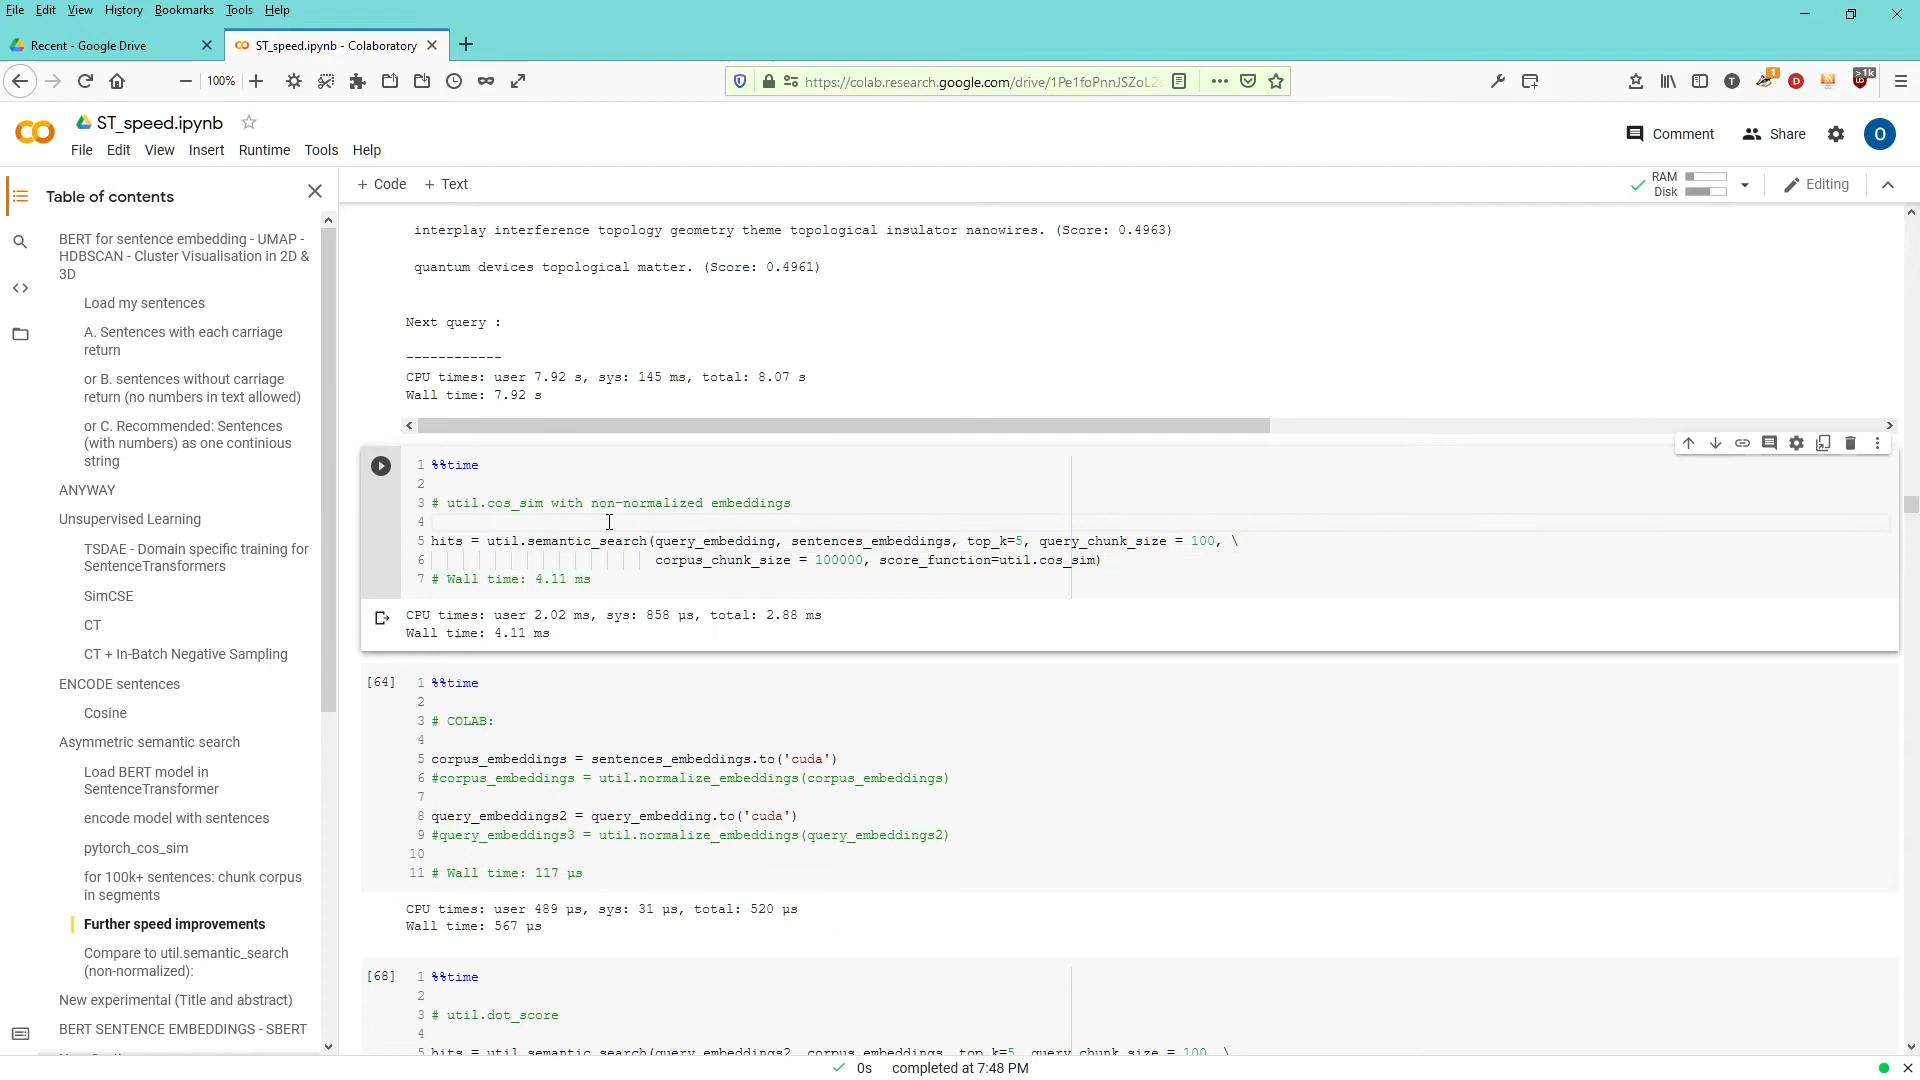 File Edit View History Bookmarks Tools Help
Recent - Google Drive
ST_speed.ipynb - Colaboratory
100%
https://colab.research.google.com/drive/1Pe1foPnnJSZoL2
1
>1k
ST_speed.ipynb
File Edit View Insert Runtime Tools Help
Comment
Share
O
Table of contents
BERT for sentence embedding - UMAP -
HDBSCAN - Cluster Visualisation in 2D &
3D
Load my sentences
A. Sentences with each carriage
return
or B. sentences without carriage
return (no numbers in text allowed)
or C. Recommended: Sentences
(with numbers) as one continious
string
ANYWAY
Unsupervised Learning
TSDAE - Domain specific training for
SentenceTransformers
SimCSE
CT
CT + In-Batch Negative Sampling
ENCODE sentences
Cosine
Asymmetric semantic search
Load BERT model in
SentenceTransformer
encode model with sentences
pytorch_cos_sim
for 100k+ sentences: chunk corpus
in segments
Further speed improvements
Compare to util.semantic_search
(non-normalized):
New experimental (Title and abstract)
BERT SENTENCE EMBEDDINGS - SBERT
+ Code + Text
RAM
Disk
Editing
interplay interference topology geometry theme topological insulator nanowires. (Score: 0.4963)
quantum devices topological matter. (Score: 0.4961)
Next query :
------------
CPU times: user 7.92 s, sys: 145 ms, total: 8.07 s
Wall time: 7.92 s
1 %%time
2
3 # util.cos_sim with non-normalized embeddings
4
5 hits = util.semantic_search(query_embedding, sentences_embeddings, top_k=5, query_chunk_size = 100, \
6 corpus_chunk_size = 100000, score_function=util.cos_sim)
7 # Wall time: 4.11 ms
CPU times: user 2.02 ms, sys: 858 µs, total: 2.88 ms
Wall time: 4.11 ms
[64] 1 %%time
2
3 # COLAB:
4
5 corpus_embeddings = sentences_embeddings.to('cuda')
6 #corpus_embeddings = util.normalize_embeddings(corpus_embeddings)
7
8 query_embeddings2 = query_embedding.to('cuda')
9 #query_embeddings3 = util.normalize_embeddings(query_embeddings2)
10
11 # Wall time: 117 µs
CPU times: user 489 µs, sys: 31 µs, total: 520 µs
Wall time: 567 µs
[68] 1 %%time
2
3 # util.dot_score
4
5 hits = util.semantic_search(query_embeddings2, corpus_embeddings, top_k=5, query_chunk_size = 100, \
0s completed at 7:48 PM